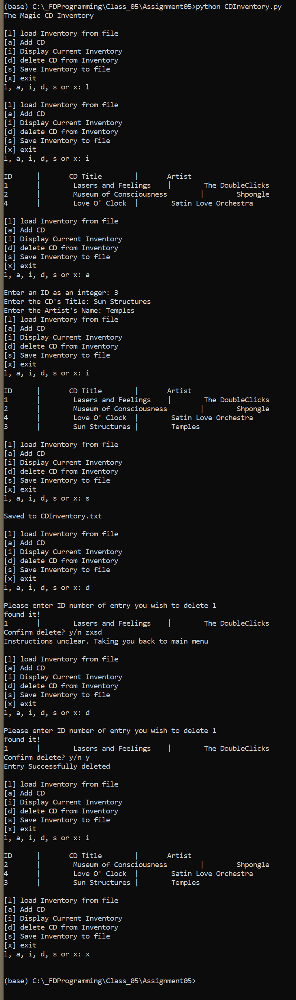 (base) C:\_FDProgramming\Class_05\Assignment05>python CDInventory.py
The Magic CD Inventory

[l] load Inventory from file
[a] Add CD
[i] Display Current Inventory
[d] delete CD from Inventory
[s] Save Inventory to file
[x] exit
l, a, i, d, s or x: l

[l] load Inventory from file
[a] Add CD
[i] Display Current Inventory
[d] delete CD from Inventory
[s] Save Inventory to file
[x] exit
l, a, i, d, s or x: i

ID | CD Title | Artist
1 | Lasers and Feelings | The DoubleClicks
2 | Museum of Consciousness | Shpongle
4 | Love O' Clock | Satin Love Orchestra

[l] load Inventory from file
[a] Add CD
[i] Display Current Inventory
[d] delete CD from Inventory
[s] Save Inventory to file
[x] exit
l, a, i, d, s or x: a

Enter an ID as an integer: 3
Enter the CD's Title: Sun Structures
Enter the Artist's Name: Temples
[l] load Inventory from file
[a] Add CD
[i] Display Current Inventory
[d] delete CD from Inventory
[s] Save Inventory to file
[x] exit
l, a, i, d, s or x: i

ID | CD Title | Artist
1 | Lasers and Feelings | The DoubleClicks
2 | Museum of Consciousness | Shpongle
4 | Love O' Clock | Satin Love Orchestra
3 | Sun Structures | Temples

[l] load Inventory from file
[a] Add CD
[i] Display Current Inventory
[d] delete CD from Inventory
[s] Save Inventory to file
[x] exit
l, a, i, d, s or x: s

Saved to CDInventory.txt

[l] load Inventory from file
[a] Add CD
[i] Display Current Inventory
[d] delete CD from Inventory
[s] Save Inventory to file
[x] exit
l, a, i, d, s or x: d

Please enter ID number of entry you wish to delete 1
found it!
1 | Lasers and Feelings | The DoubleClicks
Confirm delete? y/n zxsd
Instructions unclear. Taking you back to main menu

[l] load Inventory from file
[a] Add CD
[i] Display Current Inventory
[d] delete CD from Inventory
[s] Save Inventory to file
[x] exit
l, a, i, d, s or x: d

Please enter ID number of entry you wish to delete 1
found it!
1 | Lasers and Feelings | The DoubleClicks
Confirm delete? y/n y
Entry Successfully deleted

[l] load Inventory from file
[a] Add CD
[i] Display Current Inventory
[d] delete CD from Inventory
[s] Save Inventory to file
[x] exit
l, a, i, d, s or x: i

ID | CD Title | Artist
2 | Museum of Consciousness | Shpongle
4 | Love O' Clock | Satin Love Orchestra
3 | Sun Structures | Temples

[l] load Inventory from file
[a] Add CD
[i] Display Current Inventory
[d] delete CD from Inventory
[s] Save Inventory to file
[x] exit
l, a, i, d, s or x: x

(base) C:\_FDProgramming\Class_05\Assignment05>